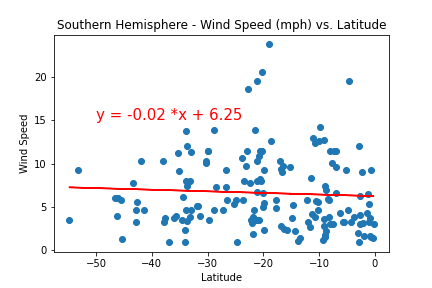 Southern Hemisphere - Wind Speed (mph) vs. Latitude
y = -0.02 *x + 6.25
Wind Speed
20
15
10
5
0
−50
−40
−30
−20
−10
0
Latitude